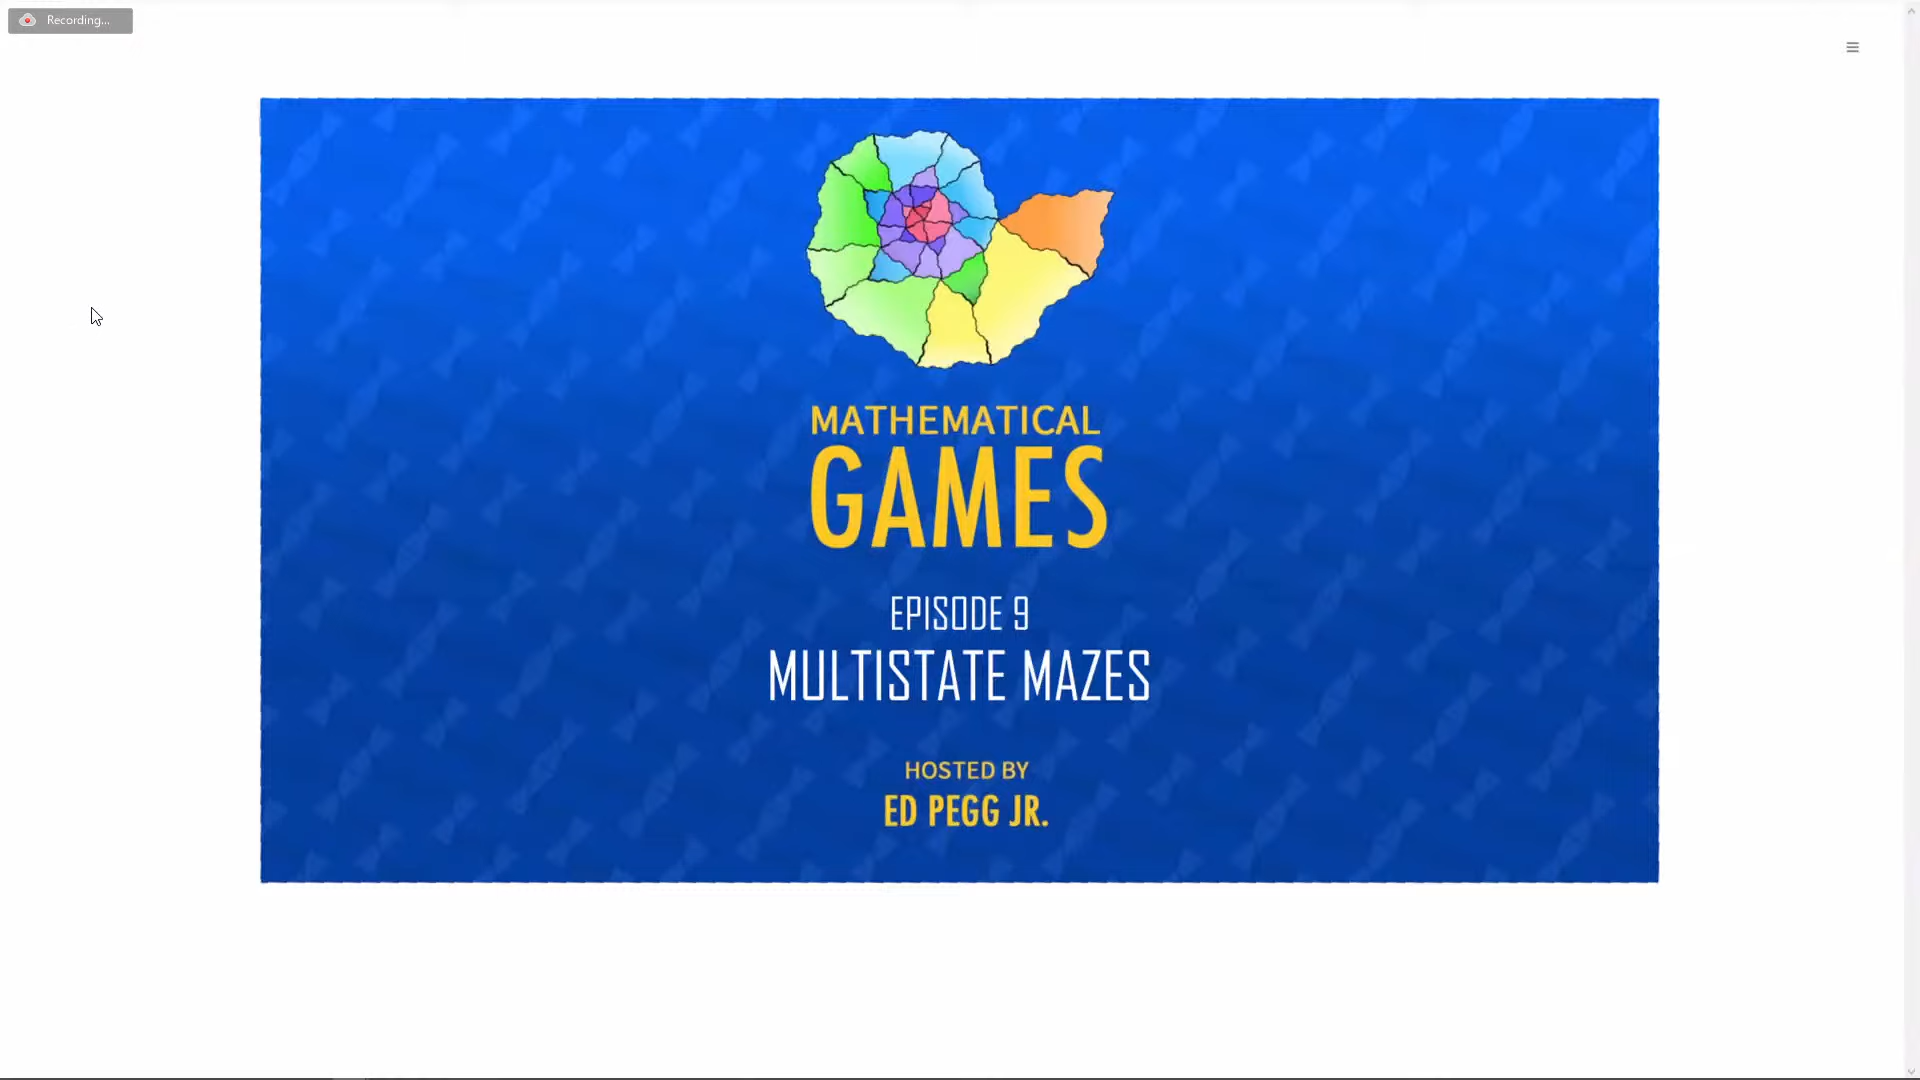 Recording...
MATHEMATICAL
GAMES
EPISODE 9
MULTISTATE MAZES
HOSTED BY
ED PEGG JR.